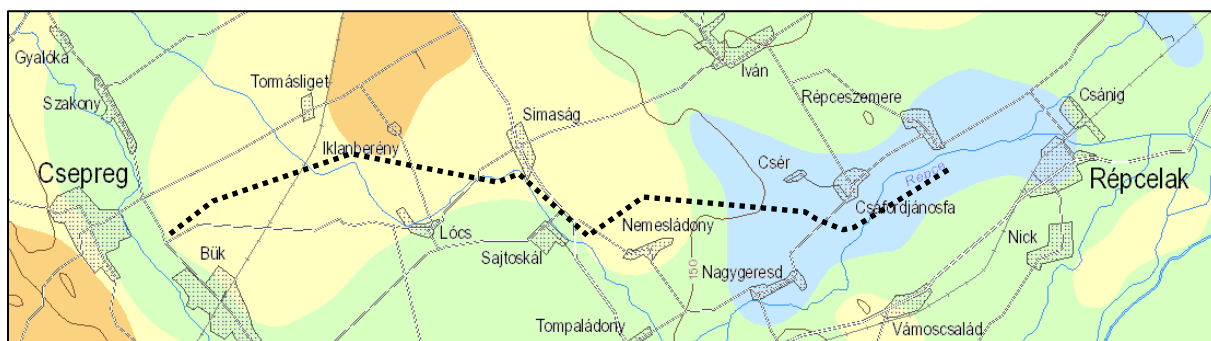 Gyalóka
Szakony
Tormásliget
Iklanberény
Simaság
Iván
Répceszemere
Csánig
Csér
Csepreg
Répce
Répcelak
Csáfordjánosfa
Bük
Lócs
Sajtoskál
Nemesládony
150
Nagygeresd
Nick
Tompaládony
Vámoscsalád